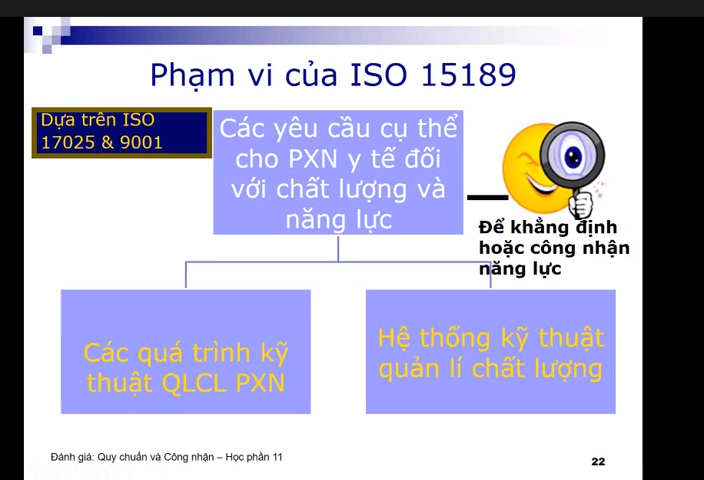 Phạm vi của ISO 15189
Dựa trên ISO
17025 & 9001
Các yêu cầu cụ thể
cho PXN y tế đối
với chất lượng và
năng lực
Để khẳng định
hoặc công nhận
năng lực
Các quá trình kỹ
thuật QLCL PXN
Hệ thống kỹ thuật
quản lí chất lượng
Đánh giá: Quy chuẩn và Công nhận – Học phần 11
22